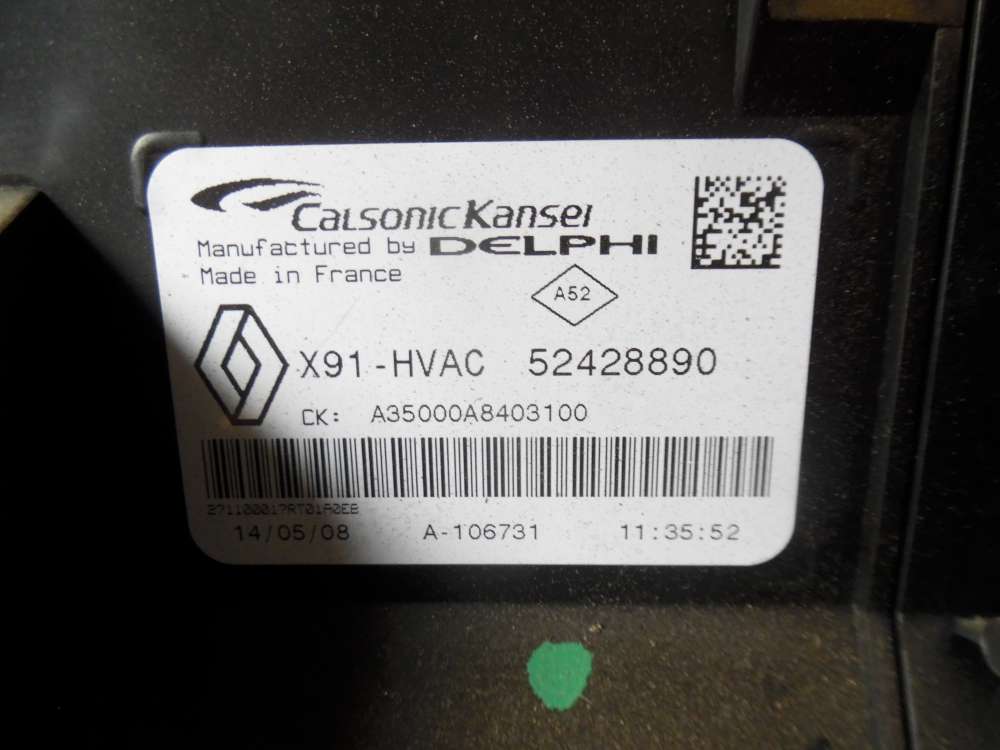 CalsonicKansei
Manufactured by DELPHI
Made in France
A52
X91-HVAC 52428890
CK: A35000A8403100
271100017RT01A0EB
14/05/08 A-106731 11:35:52